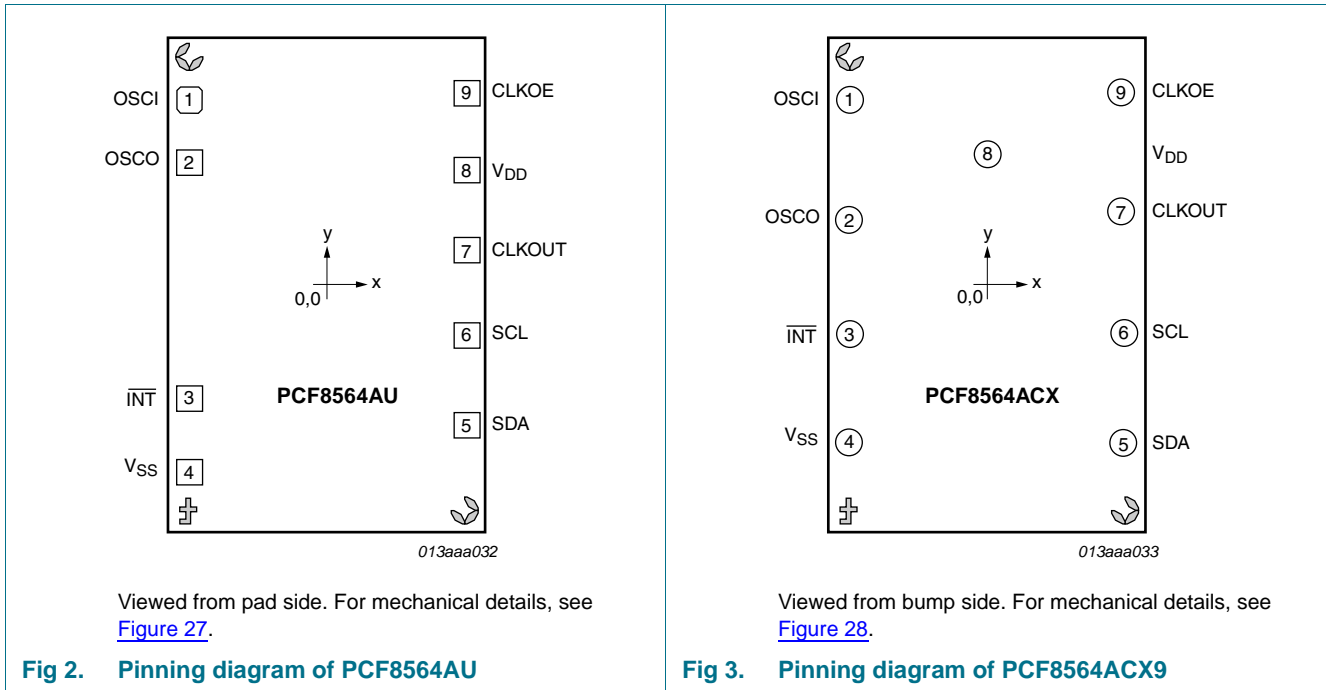 OSCI 1
9 CLKOE
OSCO 2
8 VDD
y
7 CLKOUT
x
0,0
6 SCL
INT 3
PCF8564AU
5 SDA
VSS 4
013aaa032
Viewed from pad side. For mechanical details, see
Figure 27.
Fig 2. Pinning diagram of PCF8564AU
OSCI 1
9 CLKOE
8
VDD
OSCO 2
7 CLKOUT
y
x
0,0
INT 3
6 SCL
PCF8564ACX
VSS 4
5 SDA
013aaa033
Viewed from bump side. For mechanical details, see
Figure 28.
Fig 3. Pinning diagram of PCF8564ACX9